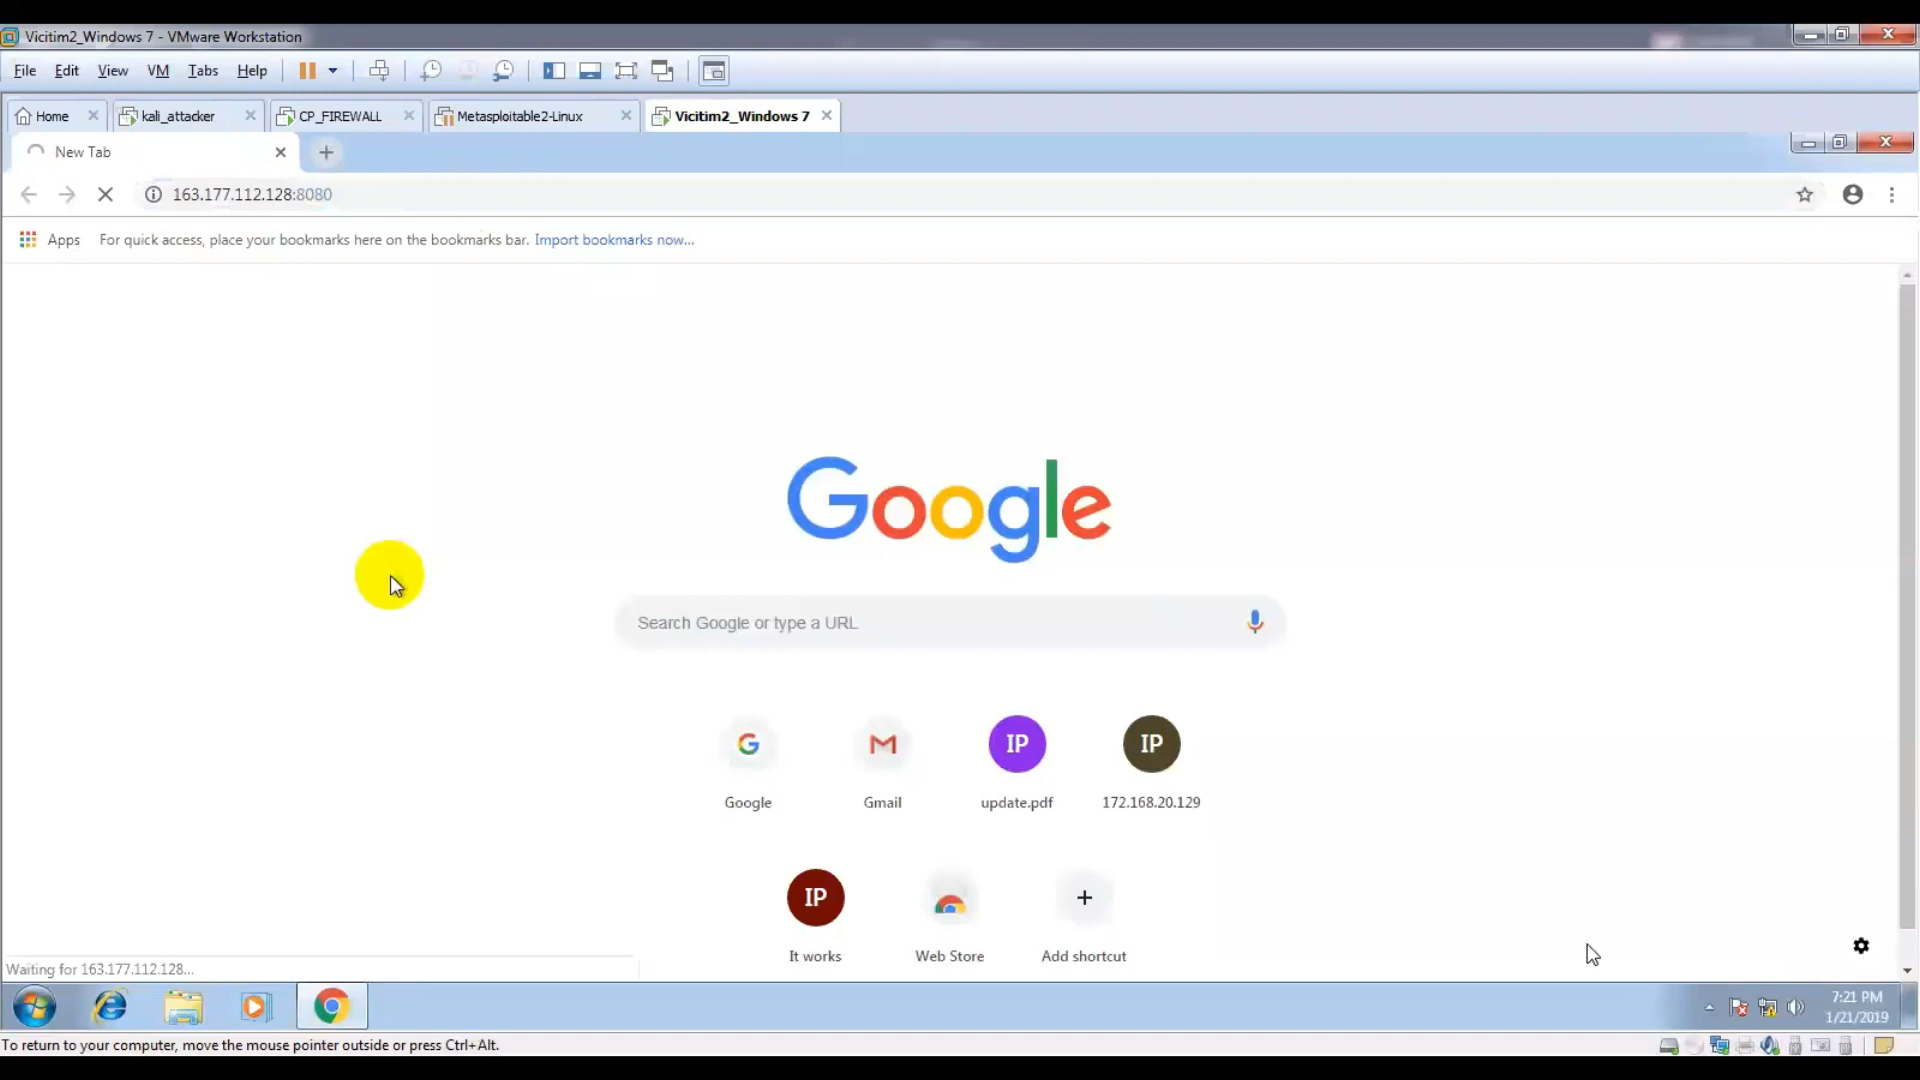 Vicitim2_Windows 7 - VMware Workstation
File Edit View VM Tabs Help
Home kali_attacker CP_FIREWALL Metasploitable2-Linux Vicitim2_Windows 7
New Tab
163.177.112.128:8080
Apps For quick access, place your bookmarks here on the bookmarks bar. Import bookmarks now...
Google
Search Google or type a URL
G M IP IP
Google Gmail update.pdf 172.168.20.129
IP
It works Web Store Add shortcut
Waiting for 163.177.112.128...
7:21 PM
1/21/2019
To return to your computer, move the mouse pointer outside or press Ctrl+Alt.